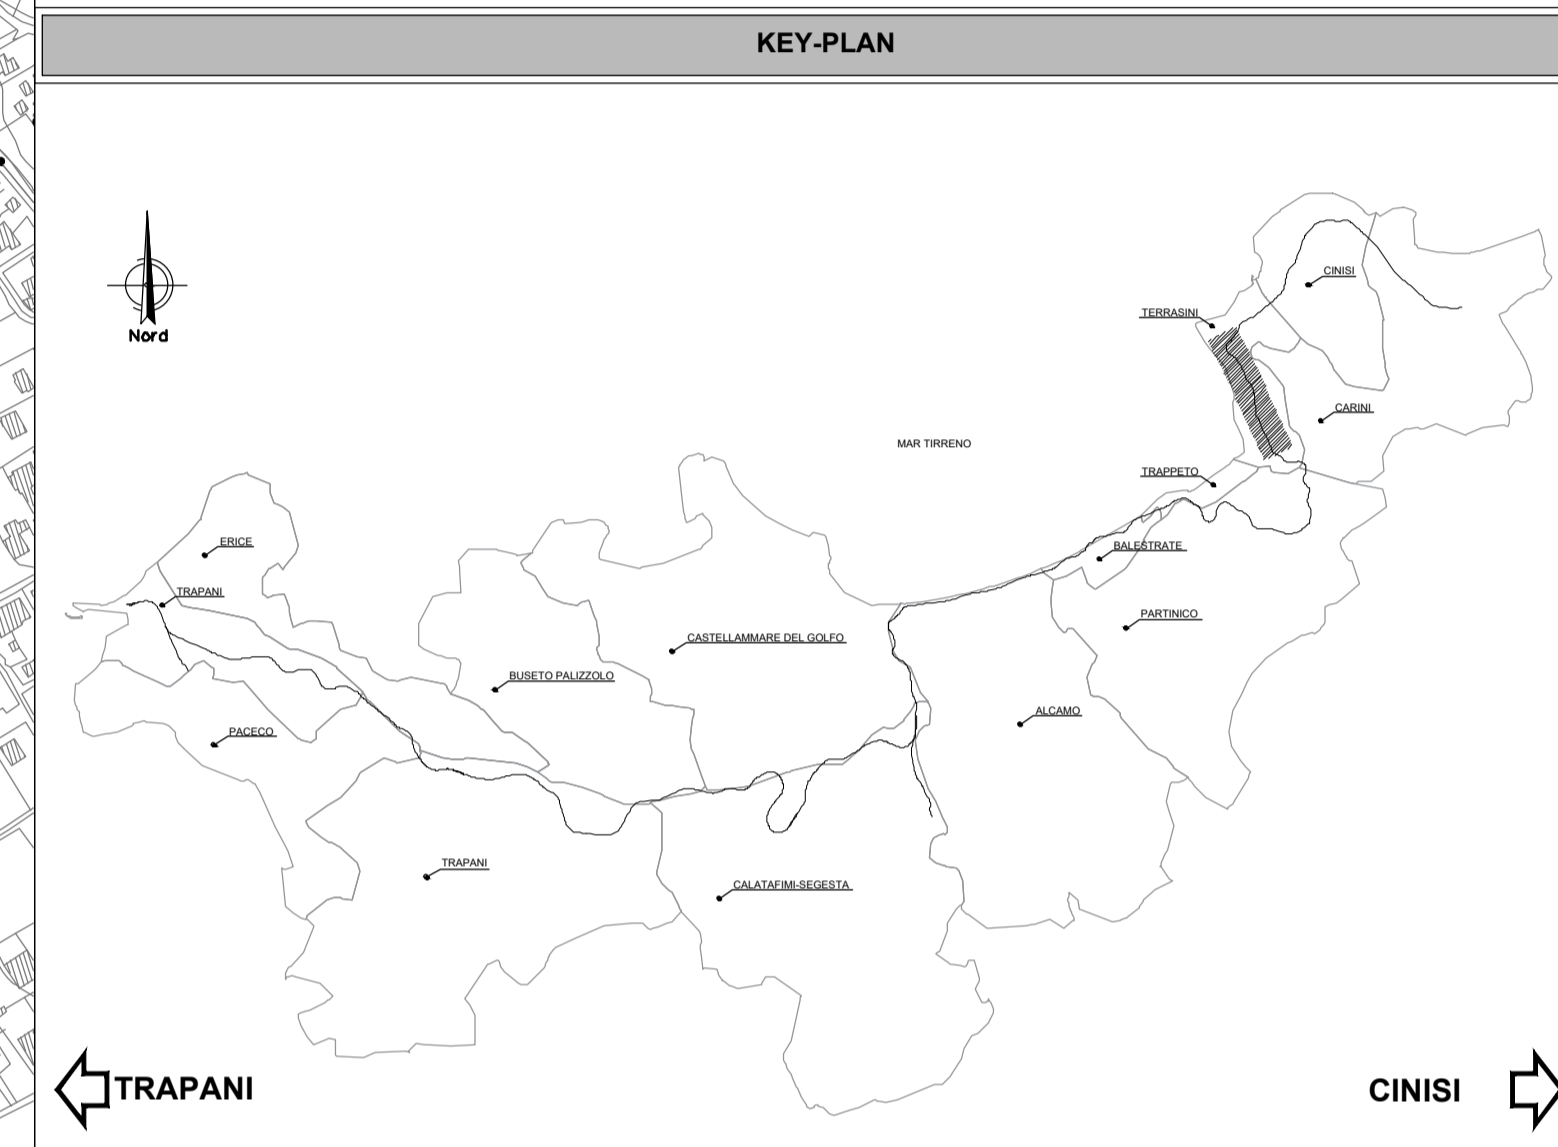 KEY-PLAN
Nord
CINISI
TERRASINI
CARINI
MAR TIRRENO
TRAPPETO
ERICE
BALESTRATE
TRAPANI
PARTINICO
CASTELLAMMARE DEL GOLFO
BUSETO PALIZZOLO
ALCAMO
PACECO
TRAPANI
CALATAFIMI-SEGESTA
TRAPANI
CINISI